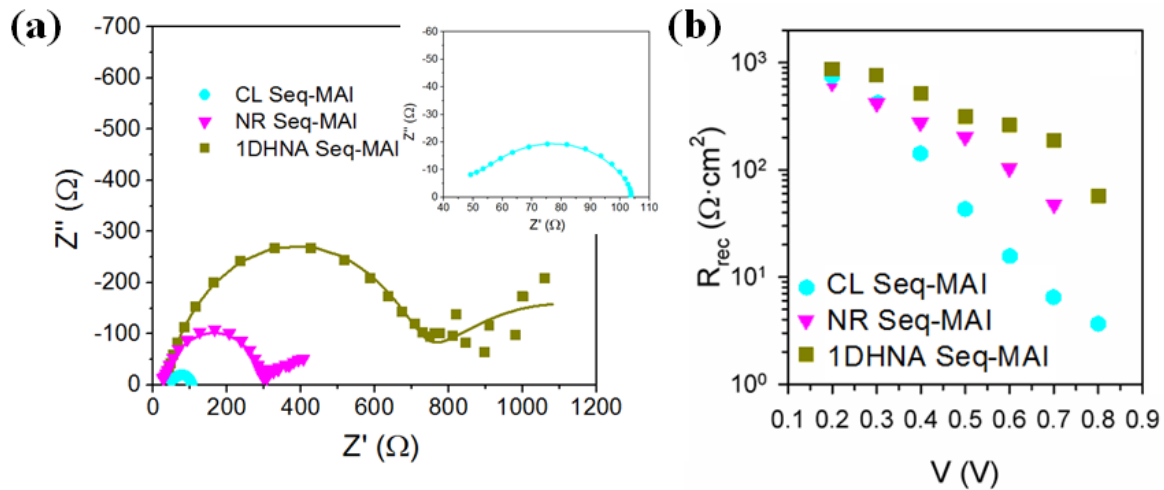 (a)
-700
-600
-500
-400
-300
-200
-100
0
Z'' (Ω)
0 200 400 600 800 1000 1200
Z' (Ω)
CL Seq-MAI
NR Seq-MAI
1DHNA Seq-MAI
-60
-50
-40
-30
-20
-10
0
Z'' (Ω)
40 50 60 70 80 90 100 110
Z' (Ω)
(b)
10³
10²
10¹
10⁰
R_rec (Ω·cm²)
CL Seq-MAI
NR Seq-MAI
1DHNA Seq-MAI
0.1 0.2 0.3 0.4 0.5 0.6 0.7 0.8 0.9
V (V)